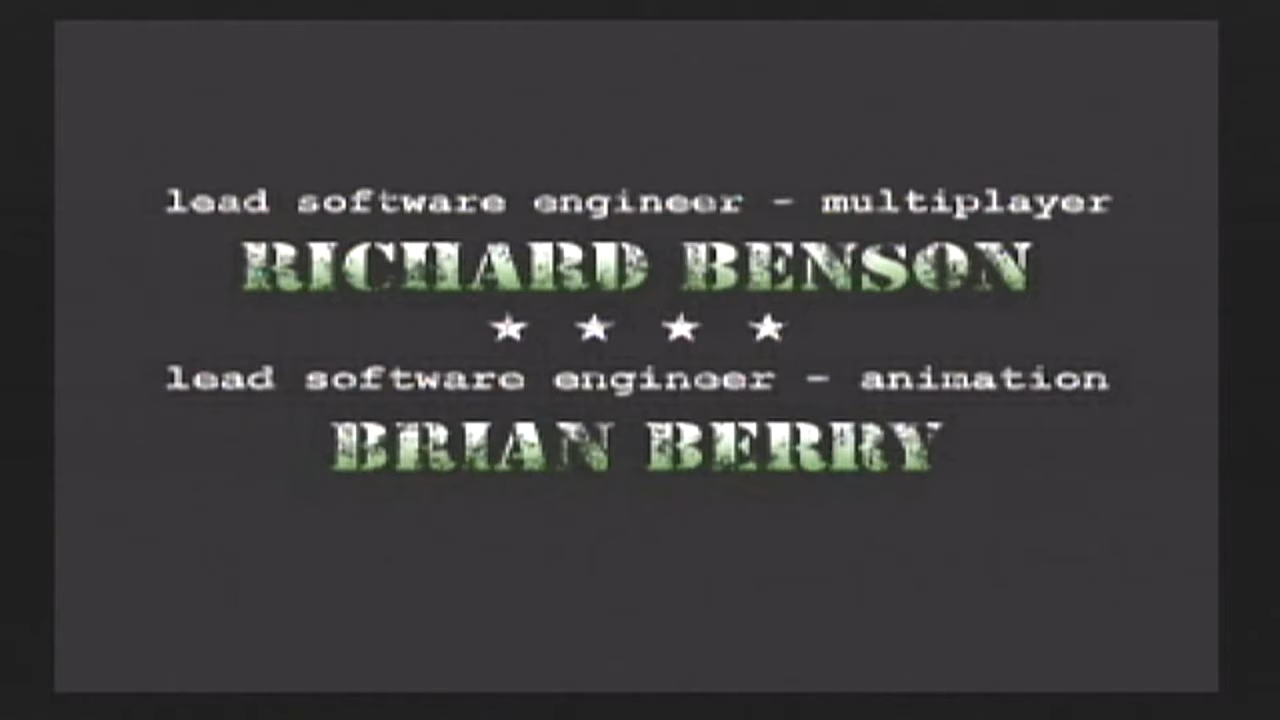 lead software engineer - multiplayer
RICHARD BENSON
★ ★ ★ ★
lead software engineer - animation
BRIAN BERRY